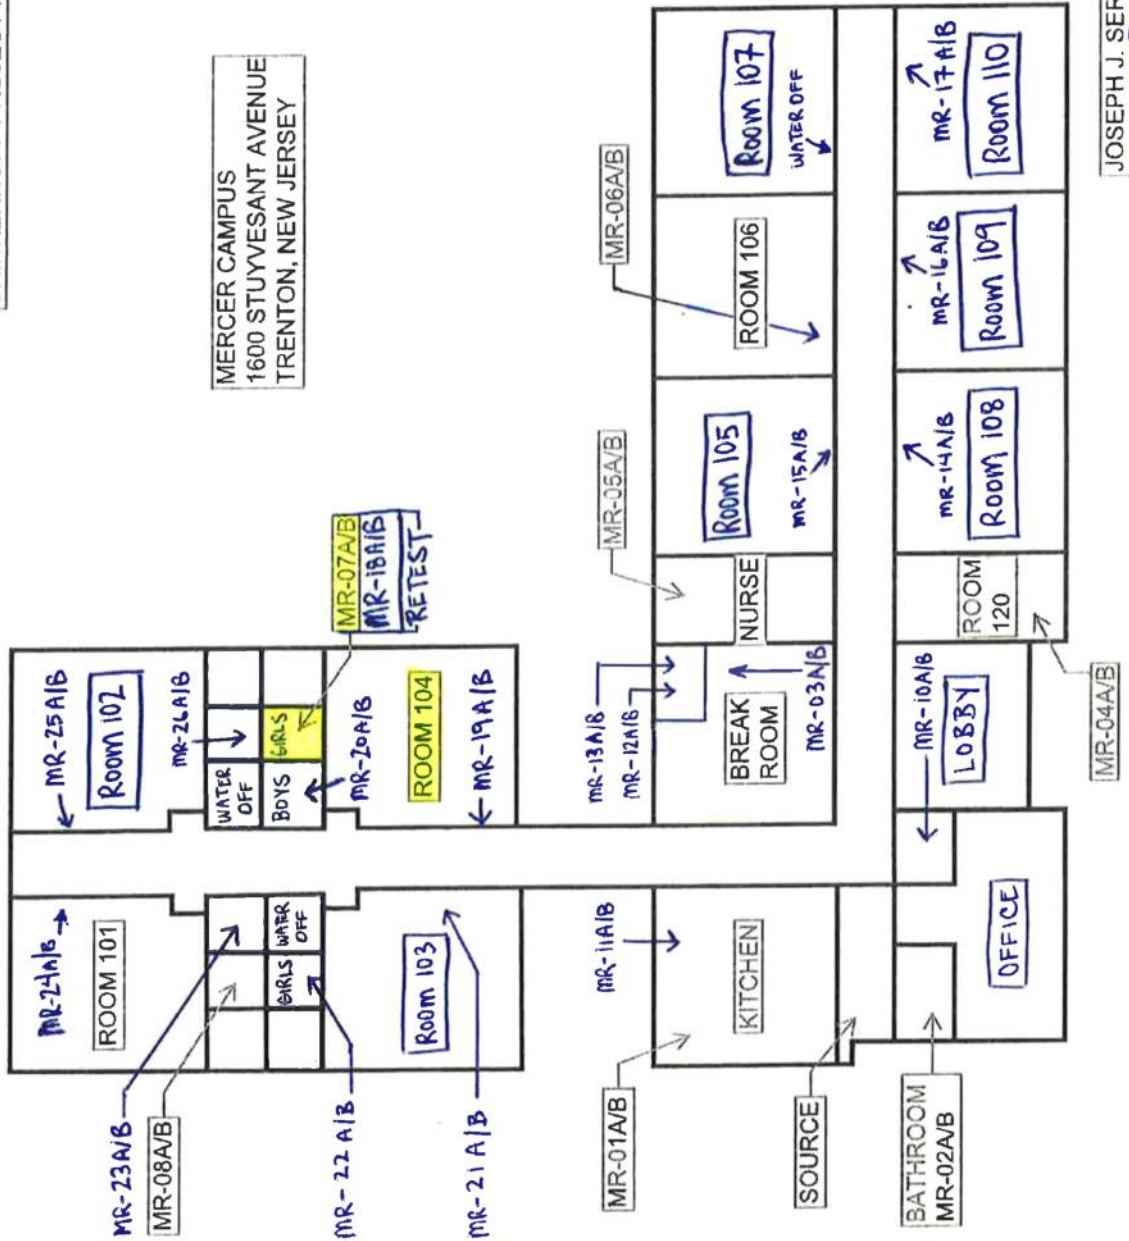 MERCER CAMPUS
1600 STUYVESANT AVENUE
TRENTON, NEW JERSEY
MR-24A/B
ROOM 101
MR-25A/B
Room 102
MR-26A/B
MR-23A/B
MR-08A/B
WATER
OFF
GIRLS
WATER
OFF
BOYS
GIRLS
MR-07A/B
MR-18A/B
RETEST
MR-22A/B
MR-20A/B
Room 103
ROOM 104
MR-21A/B
MR-19A/B
MR-01A/B
MR-11A/B
KITCHEN
SOURCE
BATHROOM
MR-02A/B
OFFICE
MR-13A/B
MR-12A/B
BREAK
ROOM
MR-03A/B
MR-10A/B
LOBBY
MR-05A/B
NURSE
ROOM
120
MR-04A/B
Room 105
MR-15A/B
MR-14A/B
Room 108
MR-06A/B
ROOM 106
MR-16A/B
Room 109
Room 107
WATER OFF
MR-17A/B
Room 110
JOSEPH J. SER